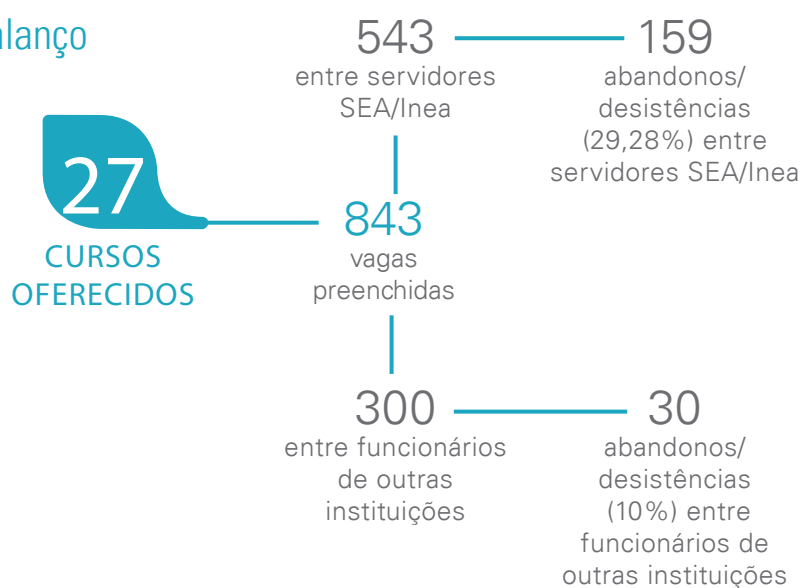 alanço
27
CURSOS
OFERECIDOS
543
entre servidores
SEA/Inea
159
abandonos/
desistências
(29,28%) entre
servidores SEA/Inea
843
vagas
preenchidas
300
entre funcionários
de outras
instituições
30
abandonos/
desistências
(10%) entre
funcionários de
outras instituições